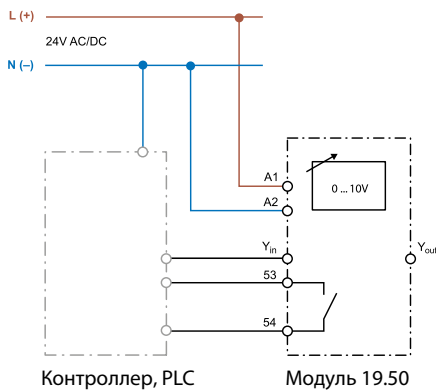 L (+)
24V AC/DC
N (–)
A1
0 ... 10V
A2
Yin
Yout
53
54
Контроллер, PLC
Модуль 19.50